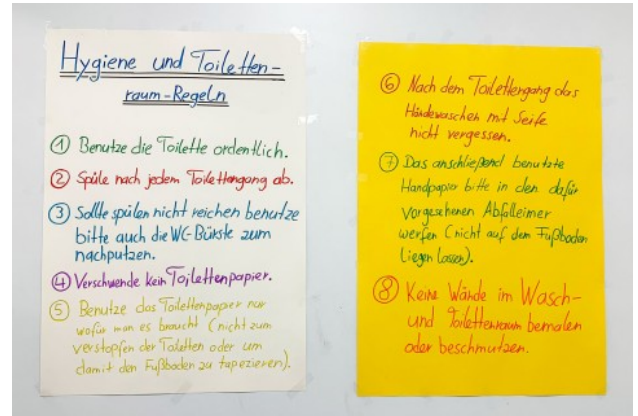 Hygiene und Toiletten-
raum-Regeln
① Benutze die Toilette ordentlich.
② Spüle nach jedem Toilettengang ab.
③ Sollte spülen nicht reichen benutze
bitte auch die WC-Bürste zum
nachputzen.
④ Verschwende kein Toilettenpapier.
⑤ Benutze das Toilettenpapier nur
wofür man es braucht (nicht zum
verstopfen der Toiletten oder um
damit den Fußboden zu tapezieren).
⑥ Nach dem Toilettengang das
Händewaschen mit Seife
nicht vergessen.
⑦ Das anschließend benutzte
Handpapier bitte in den dafür
vorgesehenen Abfalleimer
werfen (nicht auf dem Fußboden
liegen lassen).
⑧ Keine Wände im Wasch-
und Toilettenraum bemalen
oder beschmutzen.